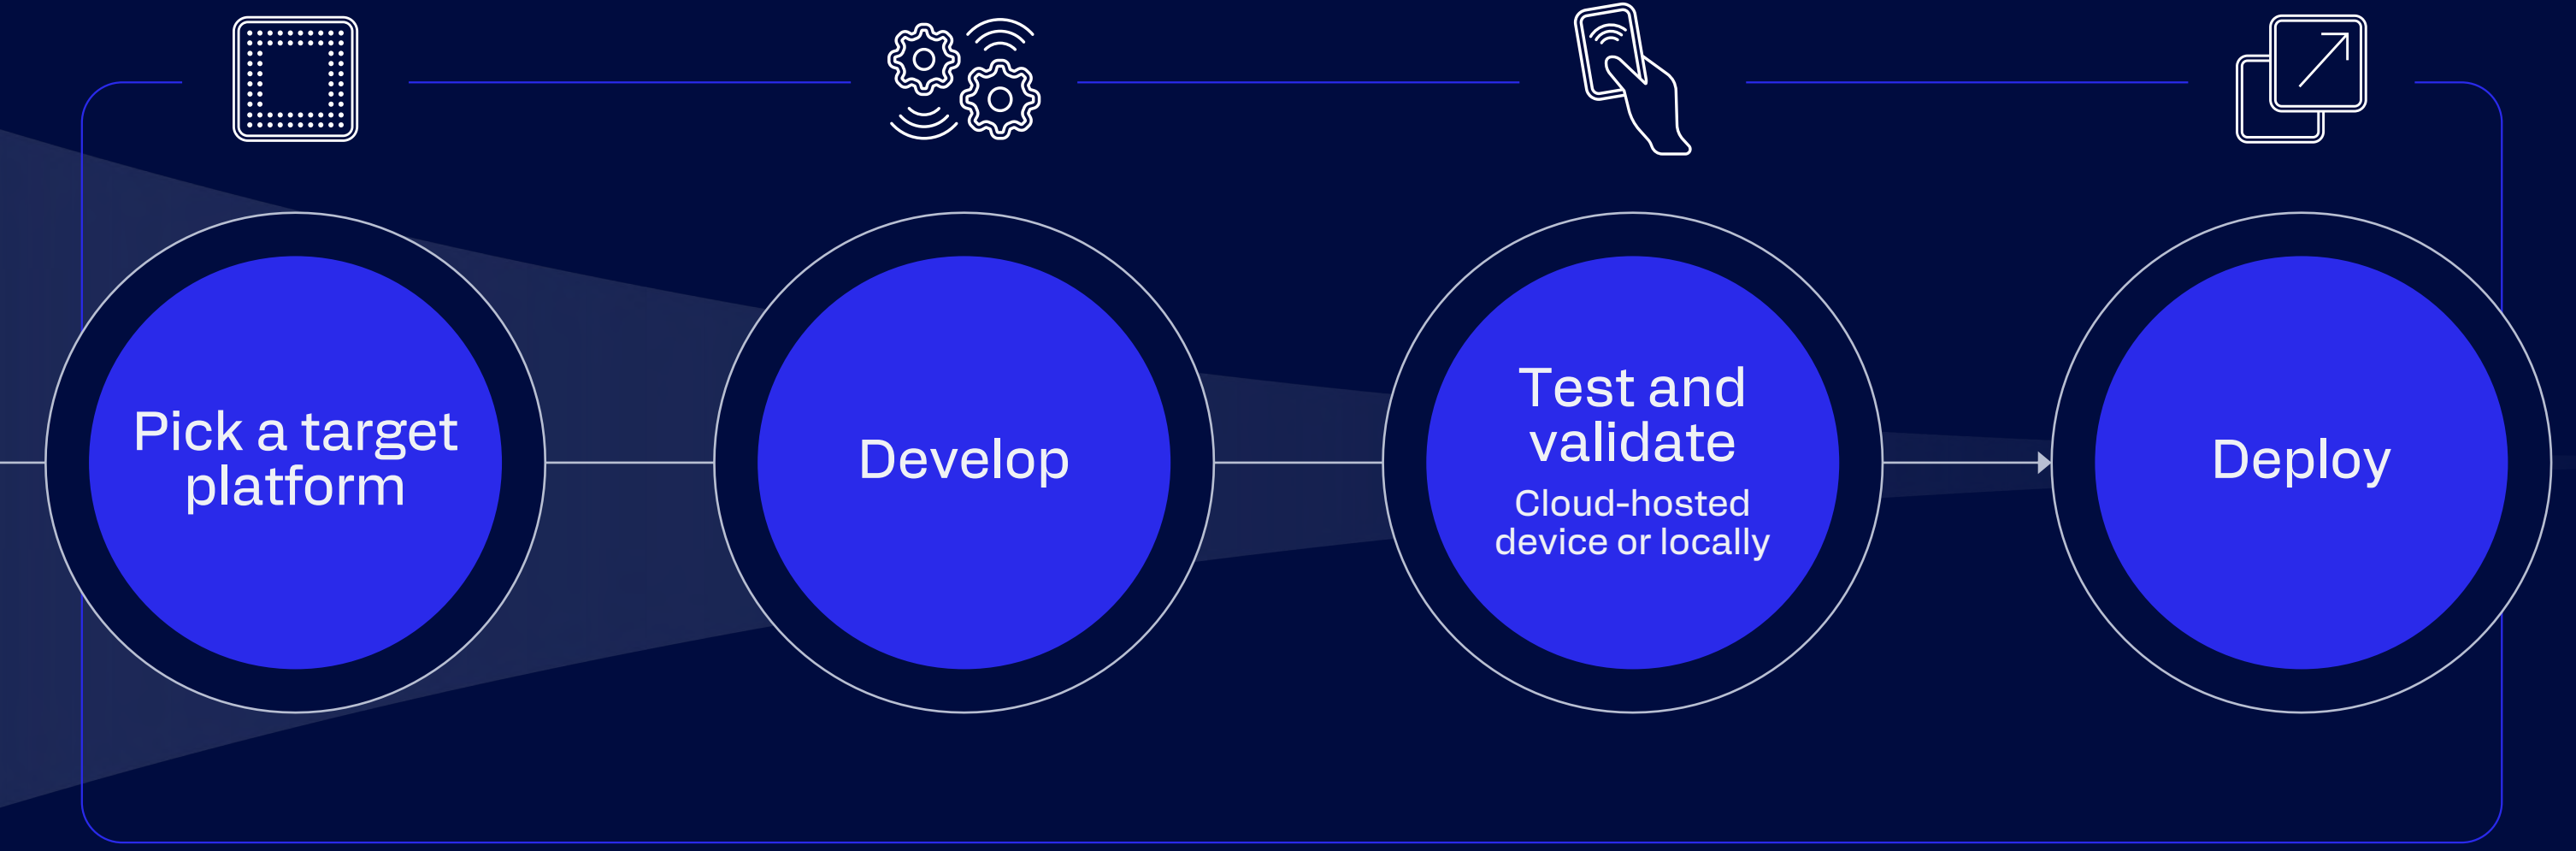 Pick a target
platform
Develop
Test and
validate
Cloud-hosted
device or locally
Deploy